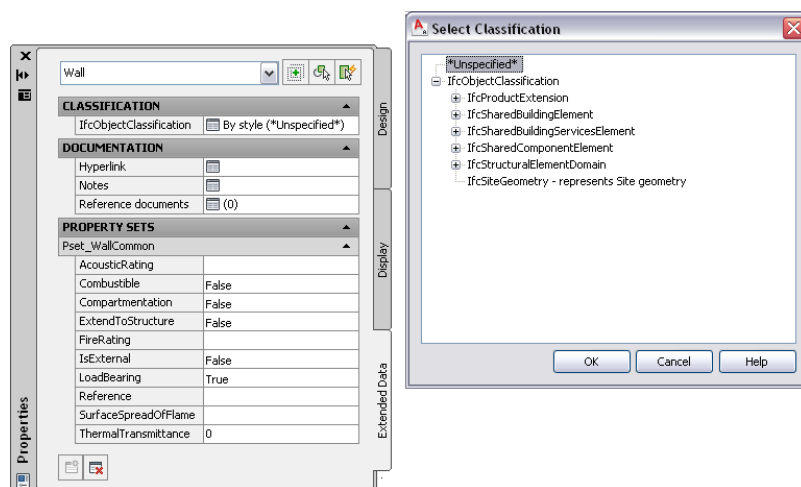 Wall
CLASSIFICATION
IfcObjectClassification By style (*Unspecified*)
DOCUMENTATION
Hyperlink
Notes
Reference documents (0)
PROPERTY SETS
Pset_WallCommon
AcousticRating
Combustible False
Compartmentation False
ExtendToStructure False
FireRating
IsExternal False
LoadBearing True
Reference
SurfaceSpreadOfFlame
ThermalTransmittance 0
Design
Display
Extended Data
Properties
Select Classification
*Unspecified*
IfcObjectClassification
IfcProductExtension
IfcSharedBuildingElement
IfcSharedBuildingServicesElement
IfcSharedComponentElement
IfcStructuralElementDomain
IfcSiteGeometry - represents Site geometry
OK Cancel Help